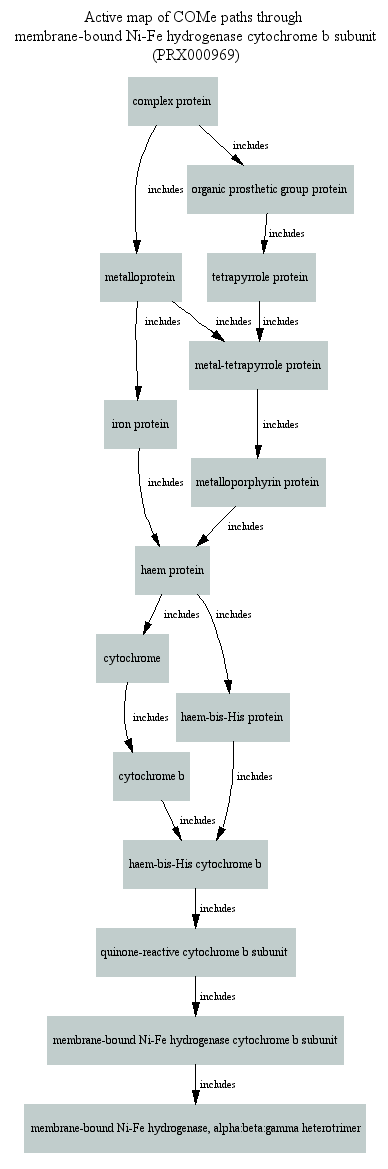 Active map of COMe paths through
membrane-bound Ni-Fe hydrogenase cytochrome b subunit
(PRX000969)
complex protein
includes
organic prosthetic group protein
includes
includes
metalloprotein
tetrapyrrole protein
includes
includes
includes
metal-tetrapyrrole protein
iron protein
includes
metalloporphyrin protein
includes
includes
haem protein
includes
includes
cytochrome
haem-bis-His protein
includes
cytochrome b
includes
includes
haem-bis-His cytochrome b
includes
quinone-reactive cytochrome b subunit
includes
membrane-bound Ni-Fe hydrogenase cytochrome b subunit
includes
membrane-bound Ni-Fe hydrogenase, alpha:beta:gamma heterotrimer